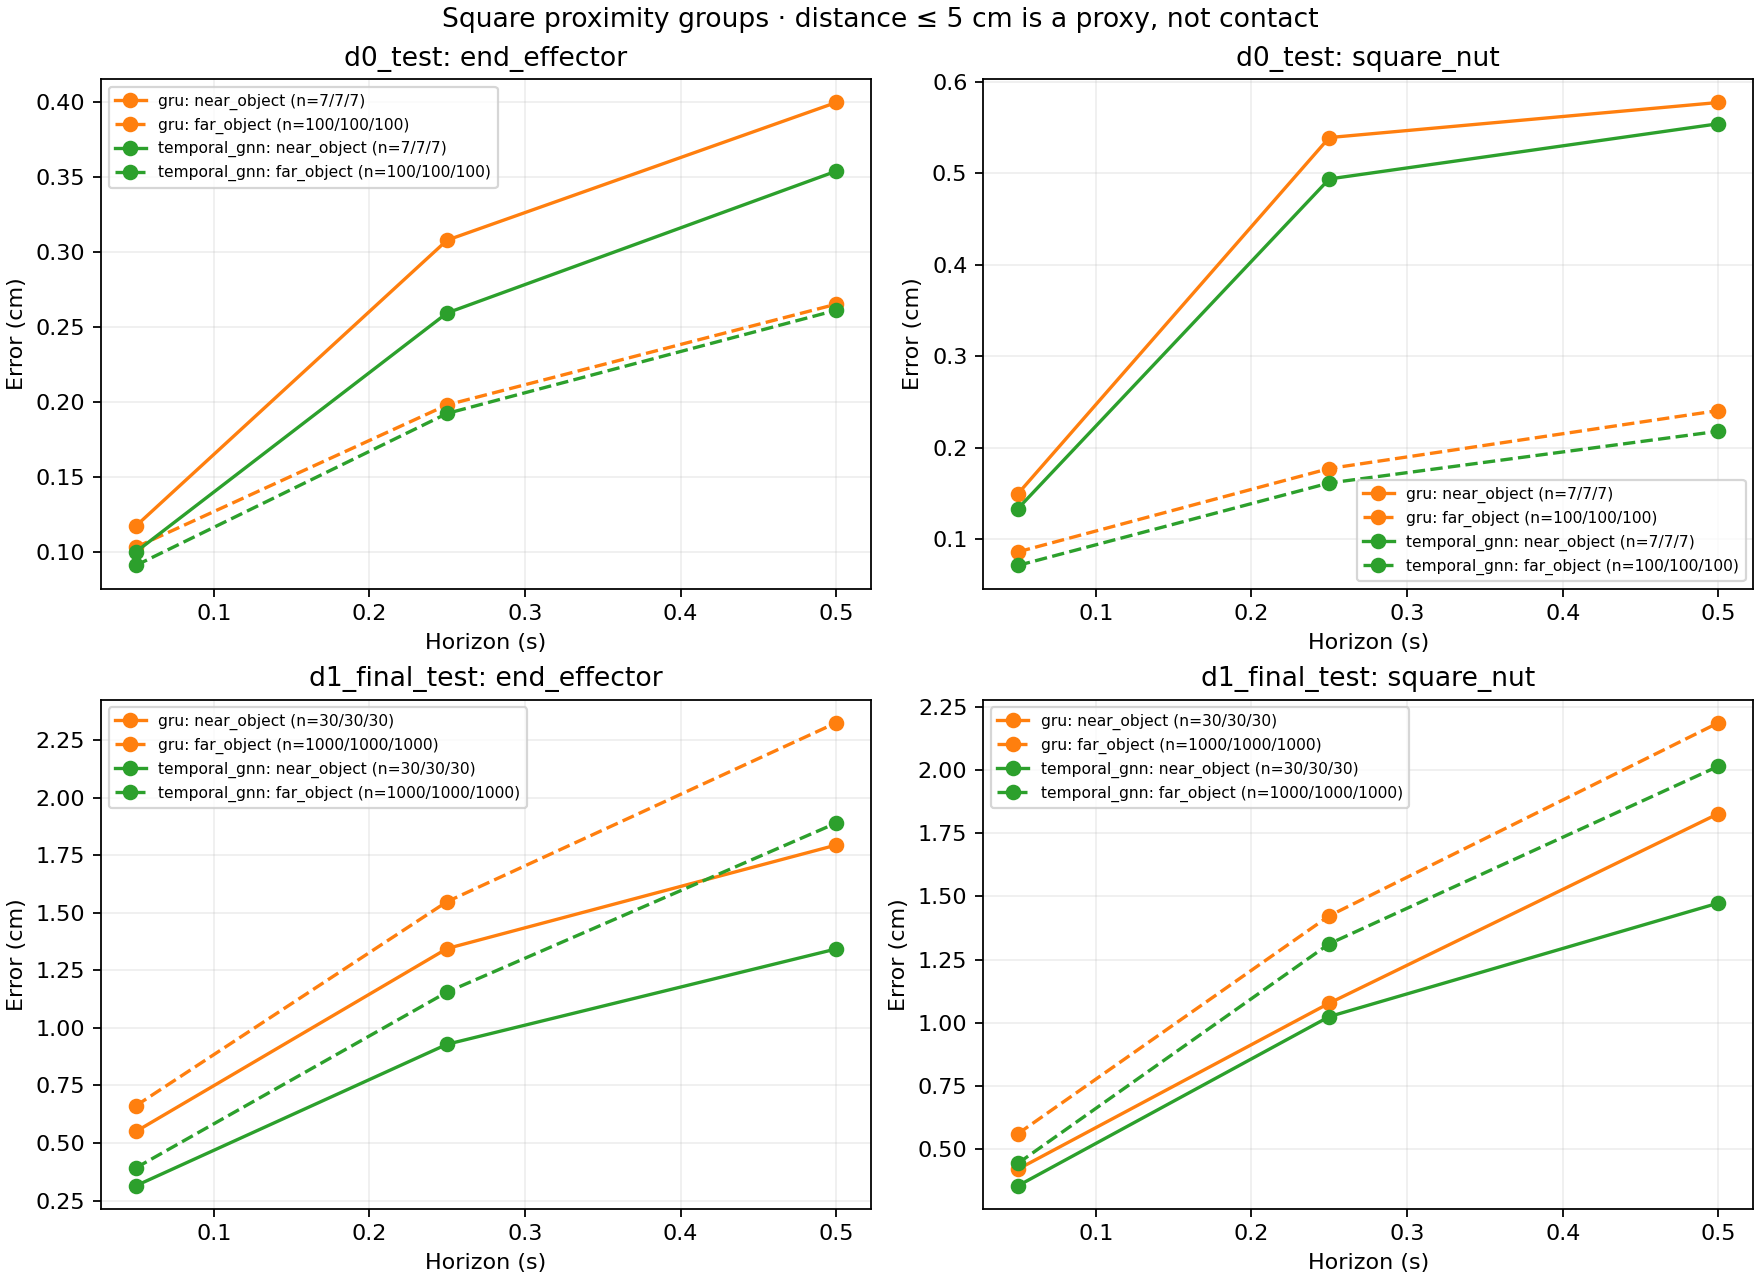 Square proximity groups · distance ≤ 5 cm is a proxy, not contact
d0_test: end_effector
0.40
0.35
0.30
0.25
0.20
0.15
0.10
Error (cm)
gru: near_object (n=7/7/7)
gru: far_object (n=100/100/100)
temporal_gnn: near_object (n=7/7/7)
temporal_gnn: far_object (n=100/100/100)
0.1 0.2 0.3 0.4 0.5
Horizon (s)
d0_test: square_nut
0.6
0.5
0.4
0.3
0.2
0.1
Error (cm)
gru: near_object (n=7/7/7)
gru: far_object (n=100/100/100)
temporal_gnn: near_object (n=7/7/7)
temporal_gnn: far_object (n=100/100/100)
0.1 0.2 0.3 0.4 0.5
Horizon (s)
d1_final_test: end_effector
2.25
2.00
1.75
1.50
1.25
1.00
0.75
0.50
0.25
Error (cm)
gru: near_object (n=30/30/30)
gru: far_object (n=1000/1000/1000)
temporal_gnn: near_object (n=30/30/30)
temporal_gnn: far_object (n=1000/1000/1000)
0.1 0.2 0.3 0.4 0.5
Horizon (s)
d1_final_test: square_nut
2.25
2.00
1.75
1.50
1.25
1.00
0.75
0.50
Error (cm)
gru: near_object (n=30/30/30)
gru: far_object (n=1000/1000/1000)
temporal_gnn: near_object (n=30/30/30)
temporal_gnn: far_object (n=1000/1000/1000)
0.1 0.2 0.3 0.4 0.5
Horizon (s)